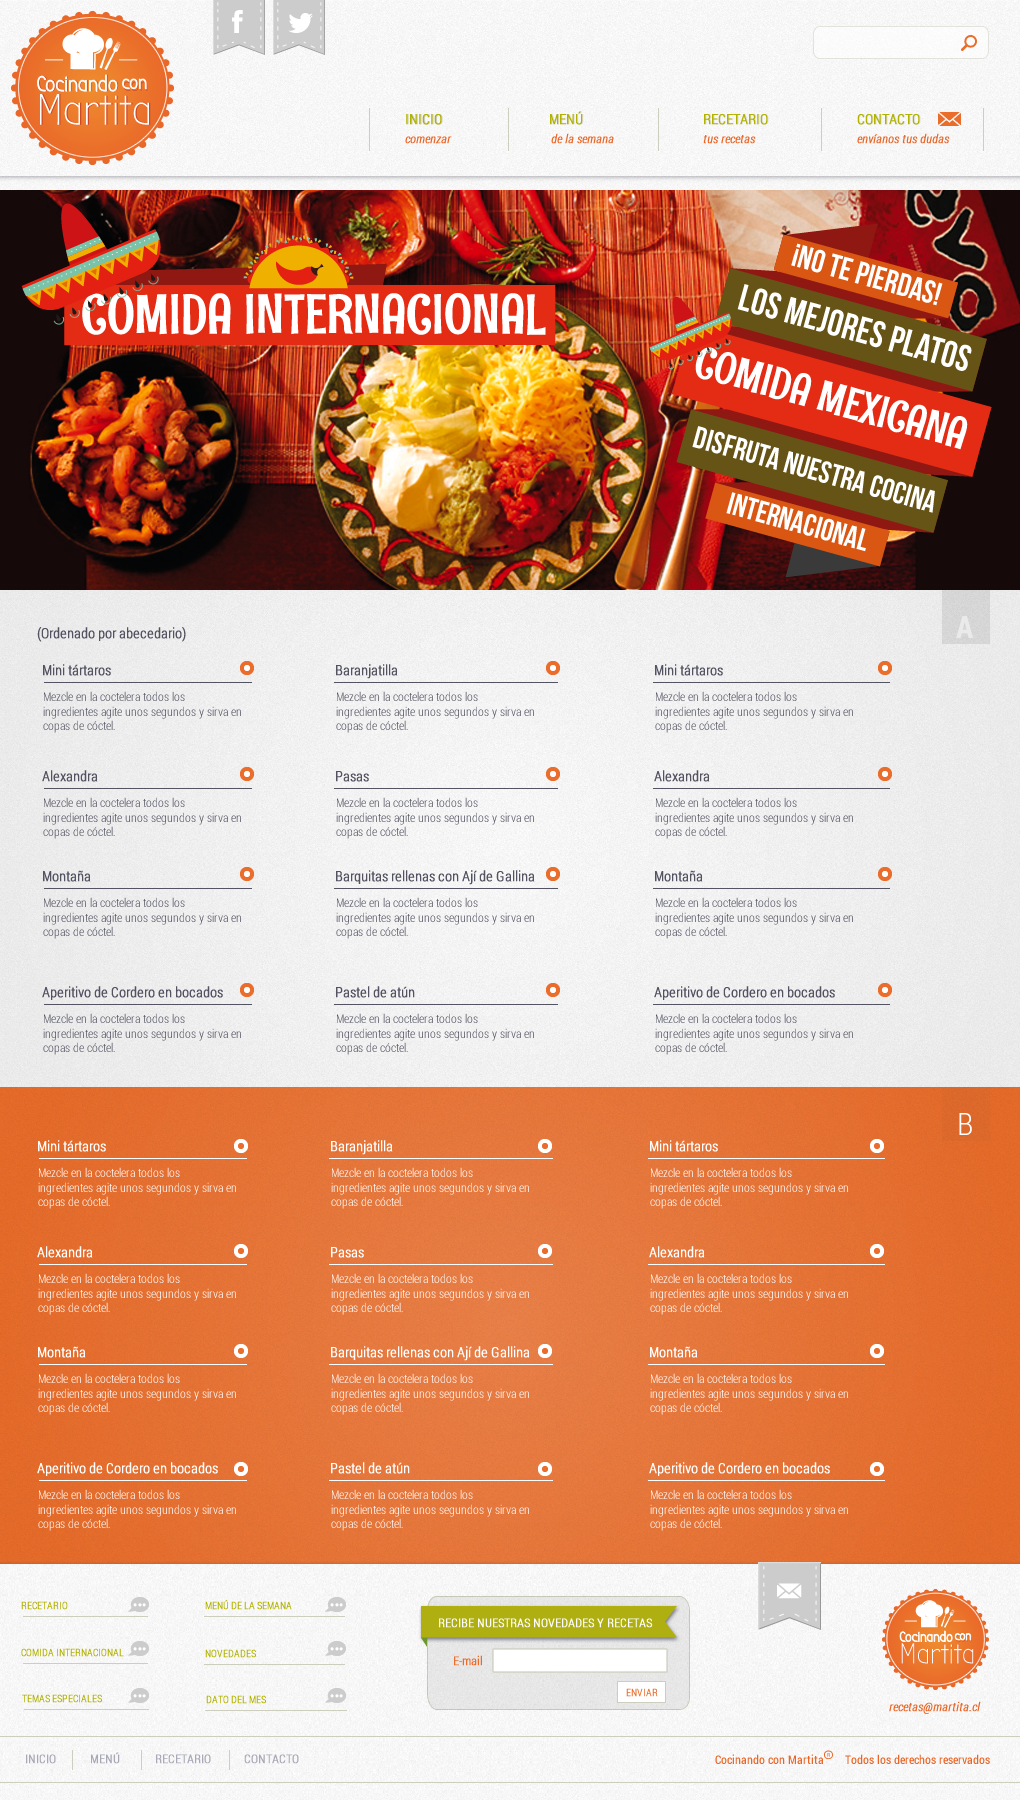 Cocinando con
Martita
INICIO
comenzar
MENÚ
de la semana
RECETARIO
tus recetas
CONTACTO
envíanos tus dudas
COMIDA INTERNACIONAL
¡NO TE PIERDAS!
LOS MEJORES PLATOS
COMIDA MEXICANA
DISFRUTA NUESTRA COCINA
INTERNACIONAL
A
(Ordenado por abecedario)
Mini tártaros
Mezcle en la coctelera todos los
ingredientes agite unos segundos y sirva en
copas de cóctel.
Baranjatilla
Mezcle en la coctelera todos los
ingredientes agite unos segundos y sirva en
copas de cóctel.
Mini tártaros
Mezcle en la coctelera todos los
ingredientes agite unos segundos y sirva en
copas de cóctel.
Alexandra
Mezcle en la coctelera todos los
ingredientes agite unos segundos y sirva en
copas de cóctel.
Pasas
Mezcle en la coctelera todos los
ingredientes agite unos segundos y sirva en
copas de cóctel.
Alexandra
Mezcle en la coctelera todos los
ingredientes agite unos segundos y sirva en
copas de cóctel.
Montaña
Mezcle en la coctelera todos los
ingredientes agite unos segundos y sirva en
copas de cóctel.
Barquitas rellenas con Ají de Gallina
Mezcle en la coctelera todos los
ingredientes agite unos segundos y sirva en
copas de cóctel.
Montaña
Mezcle en la coctelera todos los
ingredientes agite unos segundos y sirva en
copas de cóctel.
Aperitivo de Cordero en bocados
Mezcle en la coctelera todos los
ingredientes agite unos segundos y sirva en
copas de cóctel.
Pastel de atún
Mezcle en la coctelera todos los
ingredientes agite unos segundos y sirva en
copas de cóctel.
Aperitivo de Cordero en bocados
Mezcle en la coctelera todos los
ingredientes agite unos segundos y sirva en
copas de cóctel.
B
Mini tártaros
Mezcle en la coctelera todos los
ingredientes agite unos segundos y sirva en
copas de cóctel.
Baranjatilla
Mezcle en la coctelera todos los
ingredientes agite unos segundos y sirva en
copas de cóctel.
Mini tártaros
Mezcle en la coctelera todos los
ingredientes agite unos segundos y sirva en
copas de cóctel.
Alexandra
Mezcle en la coctelera todos los
ingredientes agite unos segundos y sirva en
copas de cóctel.
Pasas
Mezcle en la coctelera todos los
ingredientes agite unos segundos y sirva en
copas de cóctel.
Alexandra
Mezcle en la coctelera todos los
ingredientes agite unos segundos y sirva en
copas de cóctel.
Montaña
Mezcle en la coctelera todos los
ingredientes agite unos segundos y sirva en
copas de cóctel.
Barquitas rellenas con Ají de Gallina
Mezcle en la coctelera todos los
ingredientes agite unos segundos y sirva en
copas de cóctel.
Montaña
Mezcle en la coctelera todos los
ingredientes agite unos segundos y sirva en
copas de cóctel.
Aperitivo de Cordero en bocados
Mezcle en la coctelera todos los
ingredientes agite unos segundos y sirva en
copas de cóctel.
Pastel de atún
Mezcle en la coctelera todos los
ingredientes agite unos segundos y sirva en
copas de cóctel.
Aperitivo de Cordero en bocados
Mezcle en la coctelera todos los
ingredientes agite unos segundos y sirva en
copas de cóctel.
RECETARIO
COMIDA INTERNACIONAL
TEMAS ESPECIALES
MENÚ DE LA SEMANA
NOVEDADES
DATO DEL MES
RECIBE NUESTRAS NOVEDADES Y RECETAS
E-mail
ENVIAR
Cocinando con
Martita
recetas@martita.cl
INICIO
MENÚ
RECETARIO
CONTACTO
Cocinando con Martita® Todos los derechos reservados